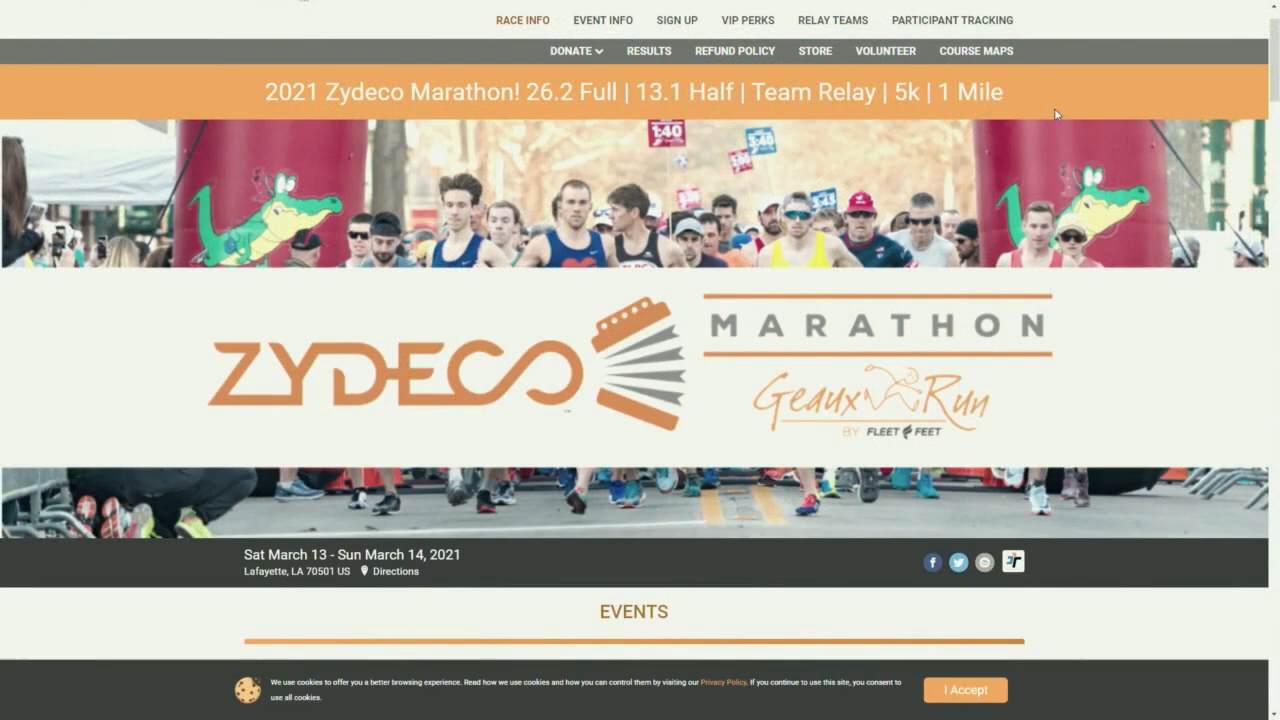 RACE INFO EVENT INFO SIGN UP VIP PERKS RELAY TEAMS PARTICIPANT TRACKING
DONATE RESULTS REFUND POLICY STORE VOLUNTEER COURSE MAPS
2021 Zydeco Marathon! 26.2 Full | 13.1 Half | Team Relay | 5k | 1 Mile
1:40
3:40
ZYDECO
MARATHON
Geaux Run
BY FLEET FEET
Sat March 13 - Sun March 14, 2021
Lafayette, LA 70501 US Directions
EVENTS
We use cookies to offer you a better browsing experience. Read how we use cookies and how you can control them by visiting our Privacy Policy. If you continue to use this site, you consent to
use all cookies.
I Accept